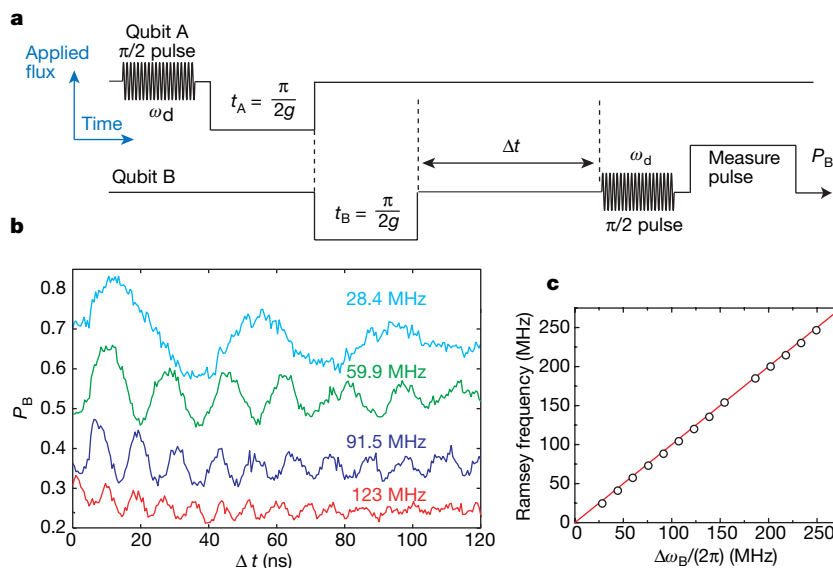 a
Qubit A
π/2 pulse
Applied
flux
ω_d
Time
t_A = π/2g
Δt
ω_d
Measure
pulse
P_B
Qubit B
t_B = π/2g
π/2 pulse
b
0.8
0.7
0.6
0.5
0.4
0.3
0.2
P_B
28.4 MHz
59.9 MHz
91.5 MHz
123 MHz
0 20 40 60 80 100 120
Δ t (ns)
c
250
200
150
100
50
0
Ramsey frequency (MHz)
0 50 100 150 200 250
Δω_B/(2π) (MHz)